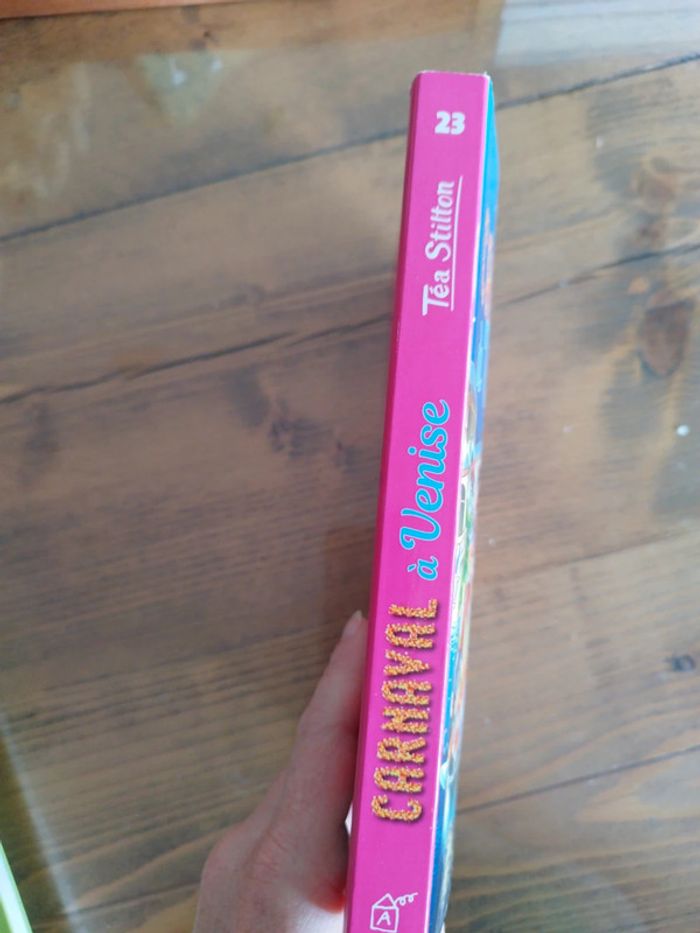 CARNAVAL à Venise
Téa Stilton
23
A